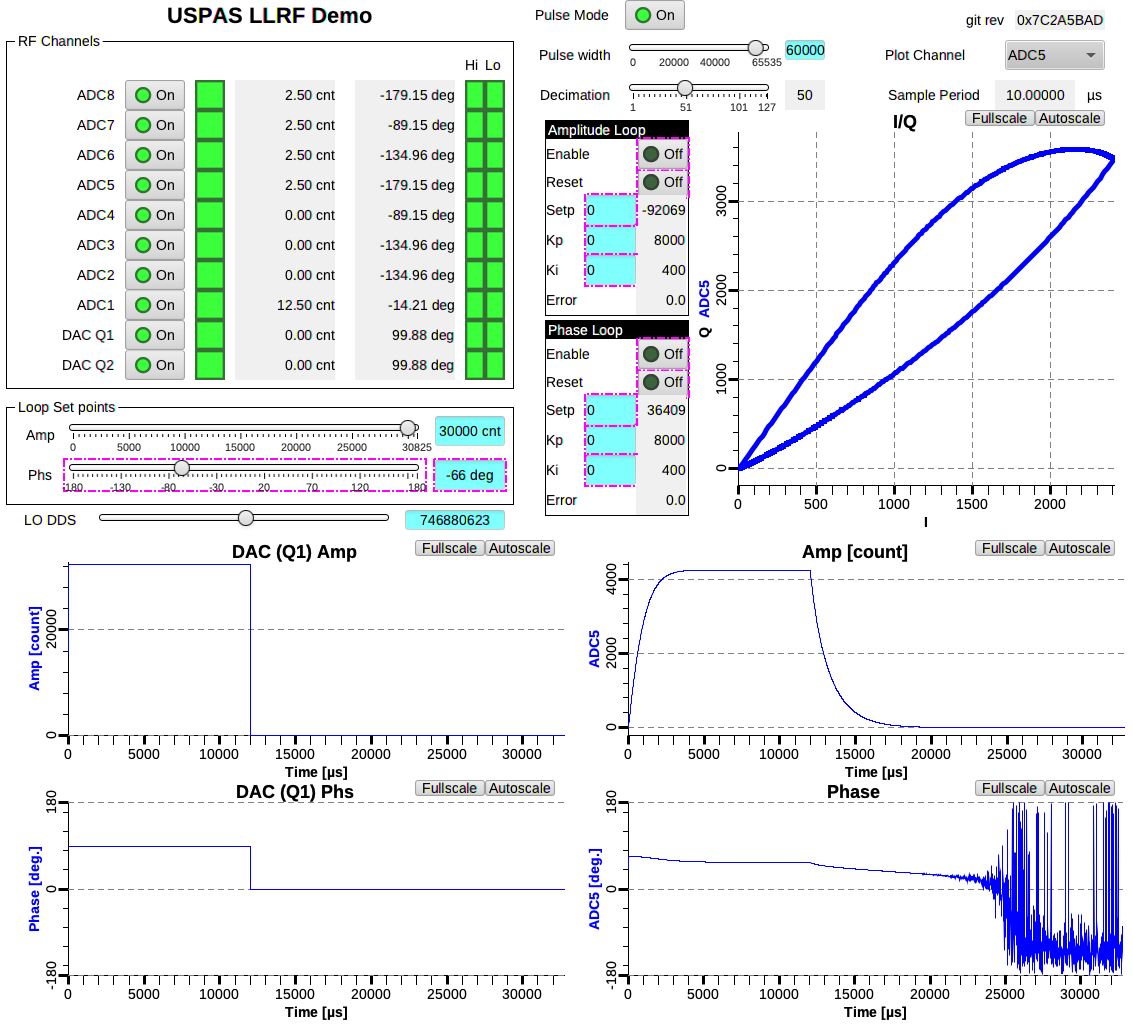 USPAS LLRF Demo
Pulse Mode On
git rev 0x7C2A5BAD
RF Channels
Hi Lo
ADC8 On 2.50 cnt -179.15 deg
ADC7 On 2.50 cnt -89.15 deg
ADC6 On 2.50 cnt -134.96 deg
ADC5 On 2.50 cnt -179.15 deg
ADC4 On 0.00 cnt -89.15 deg
ADC3 On 0.00 cnt -134.96 deg
ADC2 On 0.00 cnt -134.96 deg
ADC1 On 12.50 cnt -14.21 deg
DAC Q1 On 0.00 cnt 99.88 deg
DAC Q2 On 0.00 cnt 99.88 deg
Loop Set points
Amp 30000 cnt
0 5000 10000 15000 20000 25000 30825
Phs -66 deg
-180 -130 -80 -30 20 70 120 180
LO DDS 746880623
Pulse width 60000
0 20000 40000 65535
Decimation 50
1 51 101 127
Plot Channel ADC5
Sample Period 10.00000 µs
Amplitude Loop
Enable Off
Reset Off
Setp 0 -92069
Kp 0 8000
Ki 0 400
Error 0.0
Phase Loop
Enable Off
Reset Off
Setp 0 36409
Kp 0 8000
Ki 0 400
Error 0.0
I/Q
Fullscale Autoscale
Q ADC5
3000
2000
1000
0
0 500 1000 1500 2000
I
DAC (Q1) Amp
Fullscale Autoscale
Amp [count]
20000
0
0 5000 10000 15000 20000 25000 30000
Time [µs]
Amp [count]
Fullscale Autoscale
ADC5
4000
2000
0
0 5000 10000 15000 20000 25000 30000
Time [µs]
DAC (Q1) Phs
Fullscale Autoscale
Phase [deg.]
180
0
-180
0 5000 10000 15000 20000 25000 30000
Time [µs]
Phase
Fullscale Autoscale
ADC5 [deg.]
180
0
-180
0 5000 10000 15000 20000 25000 30000
Time [µs]